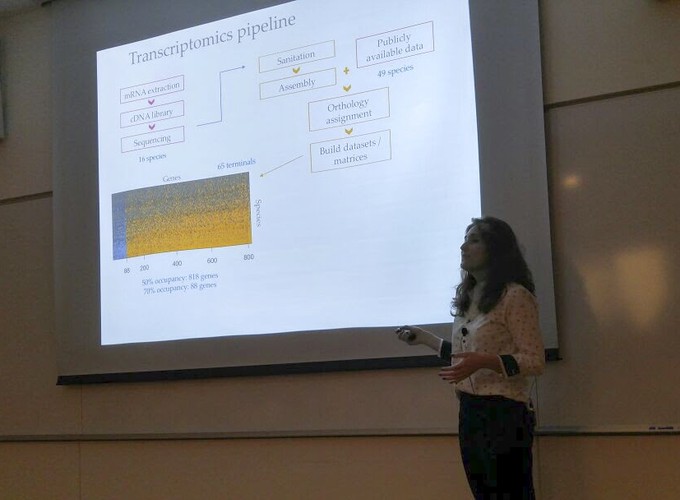 Transcriptomics pipeline
mRNA extraction
cDNA library
Sequencing
16 species
Sanitation
Assembly
+
Publicly
available data
49 species
Orthology
assignment
Build datasets /
matrices
65 terminals
Genes
Species
88
200
400
600
800
50% occupancy: 818 genes
70% occupancy: 88 genes